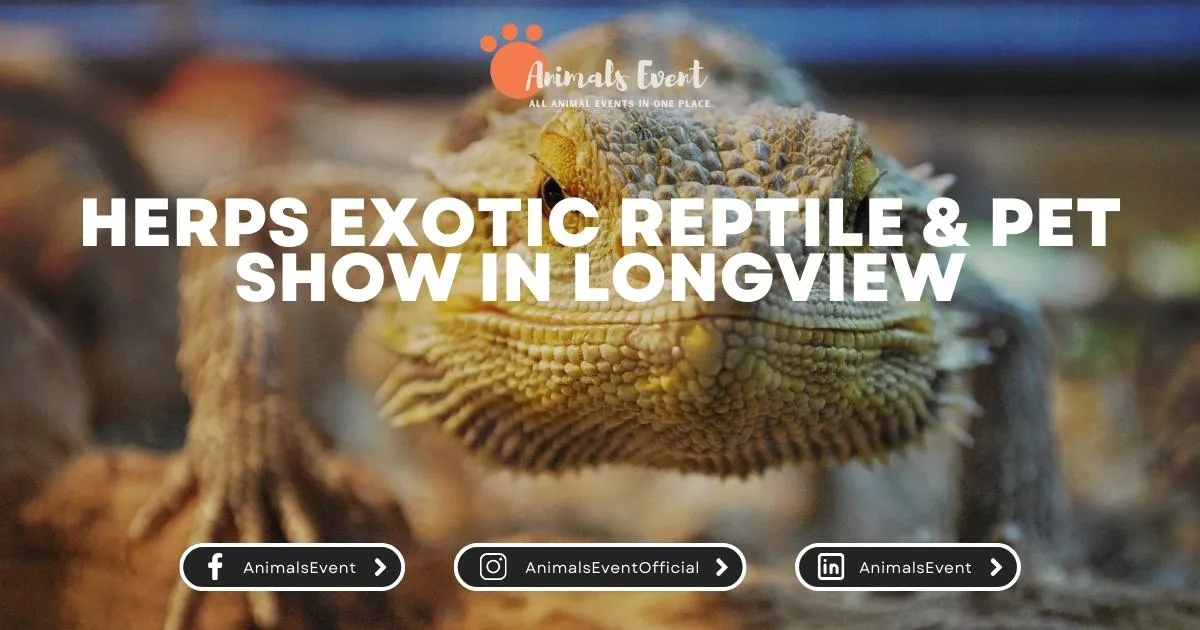 Animals Event
ALL ANIMAL EVENTS IN ONE PLACE
HERPS EXOTIC REPTILE & PET
SHOW IN LONGVIEW
AnimalsEvent
AnimalsEventOfficial
AnimalsEvent